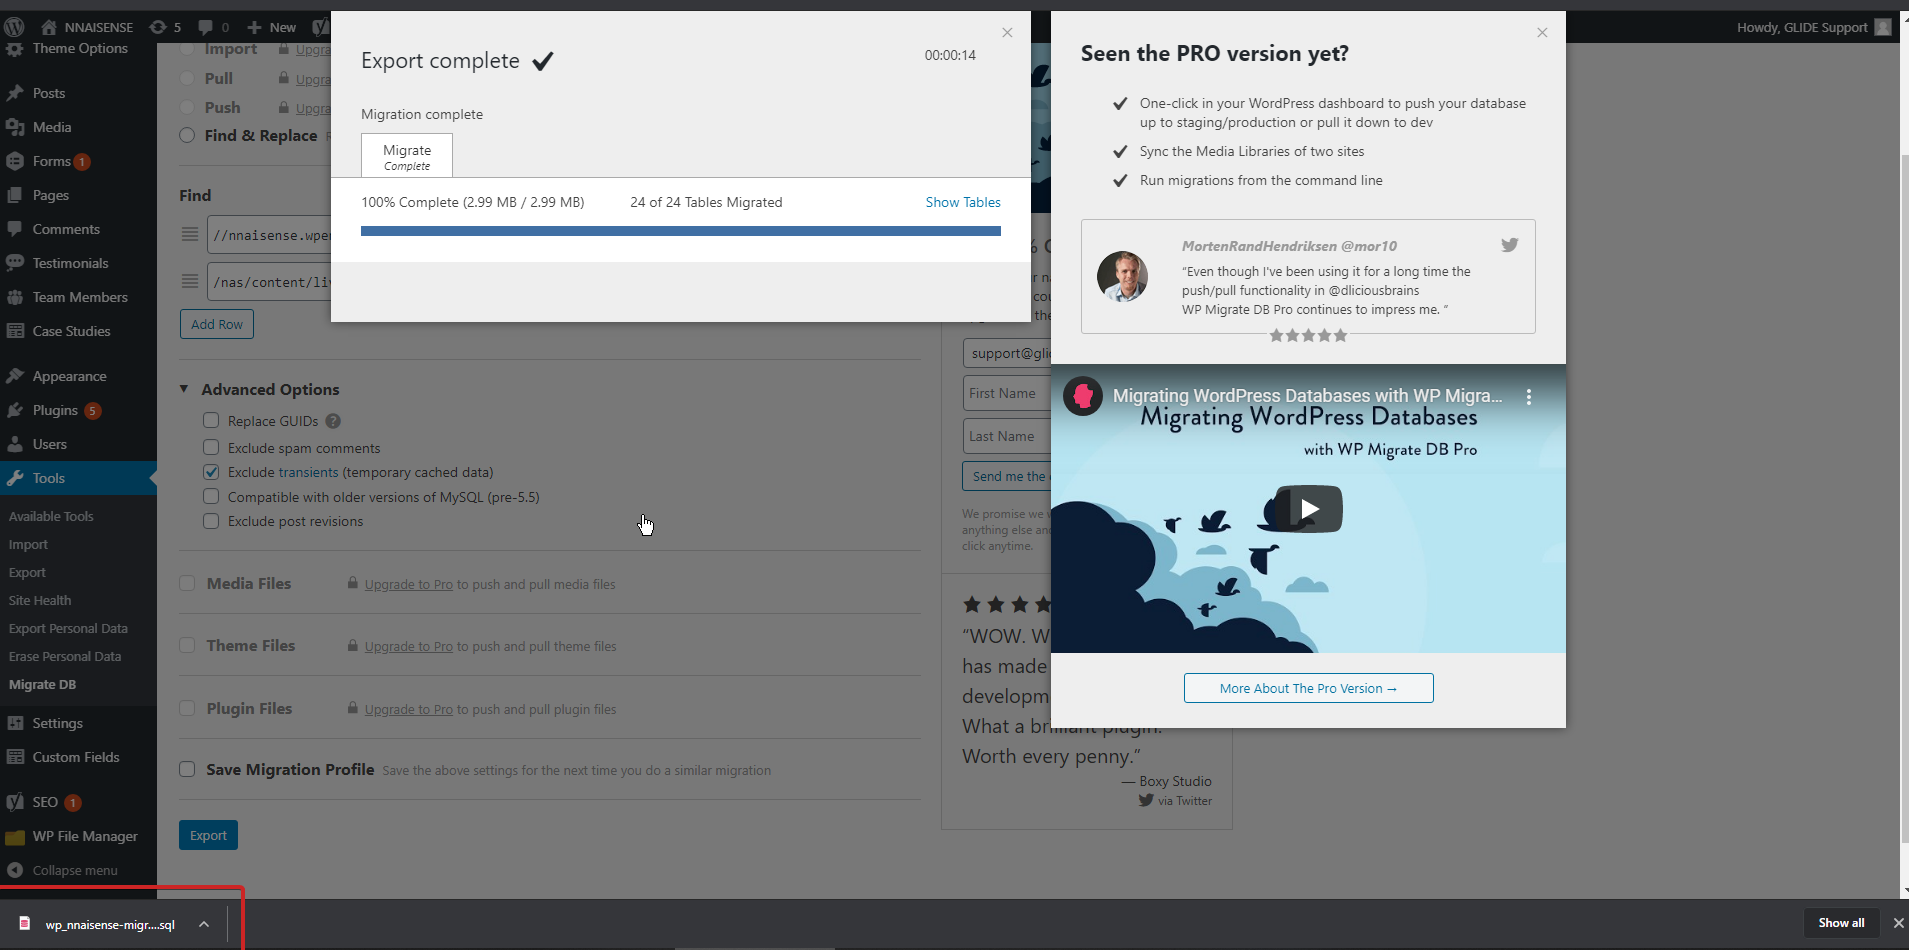 NNAISENSE
5
0
New
Howdy, GLIDE Support
Theme Options
Posts
Media
Forms 1
Pages
Comments
Testimonials
Team Members
Case Studies
Appearance
Plugins 5
Users
Tools
Available Tools
Import
Export
Site Health
Export Personal Data
Erase Personal Data
Migrate DB
Settings
Custom Fields
SEO 1
WP File Manager
Collapse menu
Import
Pull
Push
Find & Replace
Find
Add Row
Advanced Options
Replace GUIDs ?
Exclude spam comments
Exclude transients (temporary cached data)
Compatible with older versions of MySQL (pre-5.5)
Exclude post revisions
Media Files Upgrade to Pro to push and pull media files
Theme Files Upgrade to Pro to push and pull theme files
Plugin Files Upgrade to Pro to push and pull plugin files
Save Migration Profile Save the above settings for the next time you do a similar migration
Export
Export complete
00:00:14
Migration complete
Migrate
Complete
100% Complete (2.99 MB / 2.99 MB) 24 of 24 Tables Migrated Show Tables
First Name
Last Name
Send me the
We promise we
anything else
click anytime.
"WOW.
has made
What a brilliant plugin.
Worth every penny."
— Boxy Studio
via Twitter
Seen the PRO version yet?
One-click in your WordPress dashboard to push your database
up to staging/production or pull it down to dev
Sync the Media Libraries of two sites
Run migrations from the command line
MortenRandHendriksen @mor10
"Even though I've been using it for a long time the
push/pull functionality in @dliciousbrains
WP Migrate DB Pro continues to impress me. "
Migrating WordPress Databases with WP Migra...
Migrating WordPress Databases
with WP Migrate DB Pro
More About The Pro Version →
wp_nnaisense-migr....sql
Show all